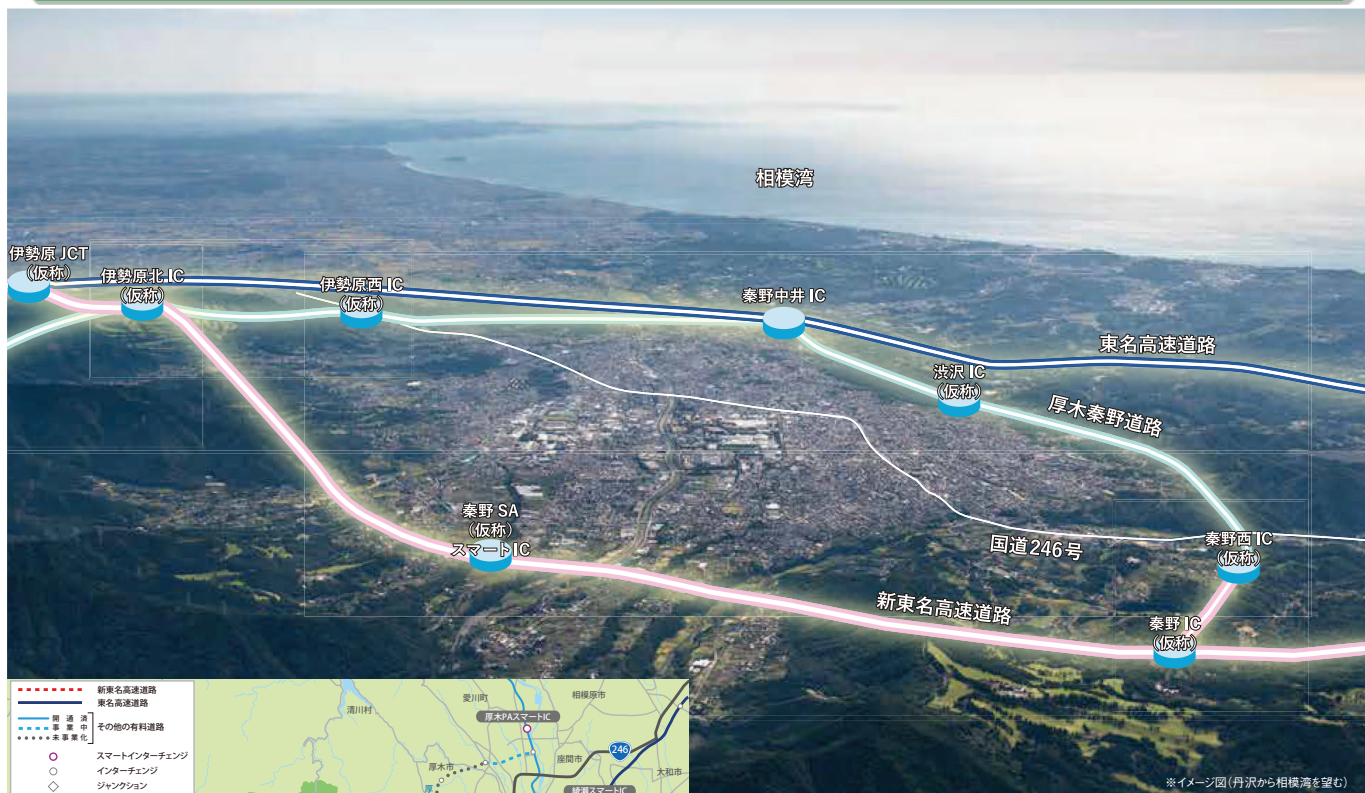 相模湾
伊勢原 JCT
(仮称)
伊勢原北 IC
(仮称)
伊勢原西 IC
(仮称)
秦野中井 IC
東名高速道路
渋沢 IC
(仮称)
厚木秦野道路
秦野 SA
(仮称)
スマート IC
国道246号
秦野西 IC
(仮称)
新東名高速道路
秦野 IC
(仮称)
新東名高速道路
東名高速道路
開通済
事業中
未事業化
その他の有料道路
スマートインターチェンジ
インターチェンジ
ジャンクション
清川村
愛川町
相模原市
厚木PAスマートIC
246
座間市
厚木市
大和市
綾瀬スマートIC
厚
※イメージ図(丹沢から相模湾を望む)